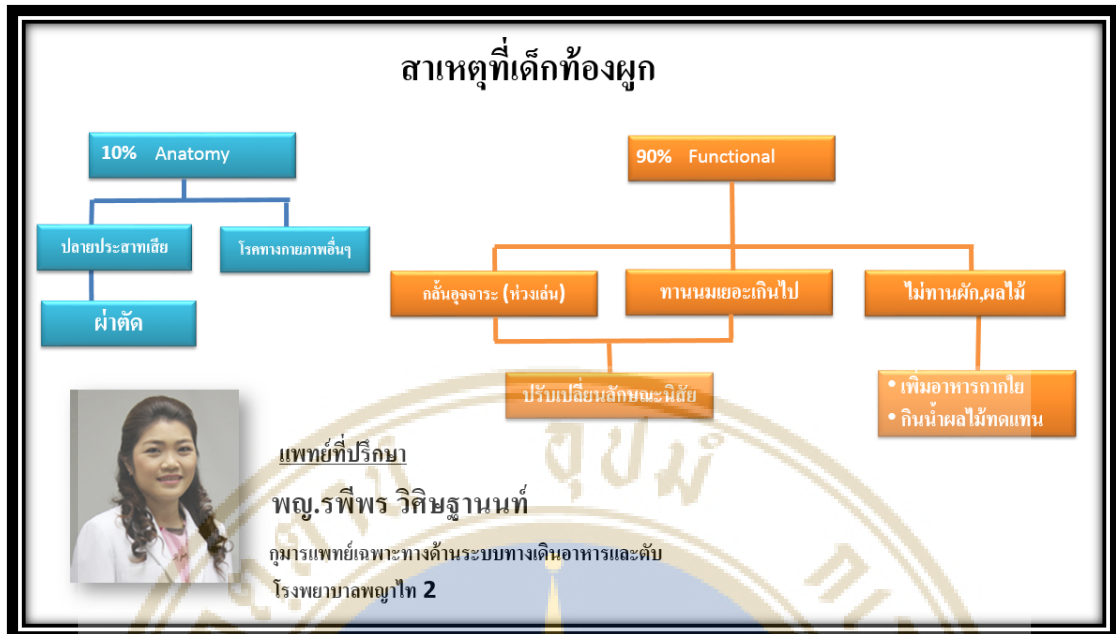 สาเหตุที่เด็กท้องผูก
10% Anatomy
90% Functional
ปลายประสาทเสีย
โรคทางกายภาพอื่นๆ
กลั้นอุจจาระ (ห่วงเล่น)
ทานนมเยอะเกินไป
ไม่ทานผัก,ผลไม้
ผ่าตัด
ปรับเปลี่ยนลักษณะนิสัย
• เพิ่มอาหารกากใย
• กินน้ำผลไม้ทดแทน
แพทย์ที่ปรึกษา
พญ.รพีพร วิศิษฐานนท์
กุมารแพทย์เฉพาะทางด้านระบบทางเดินอาหารและตับ
โรงพยาบาลพญาไท 2
อุปมํ